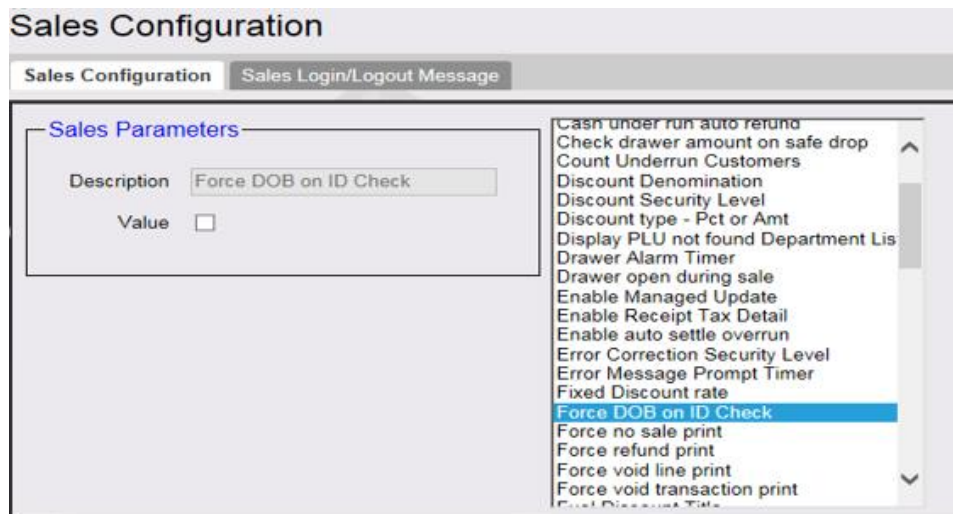 Sales Configuration
Sales Configuration Sales Login/Logout Message
Sales Parameters
Description Force DOB on ID Check
Value
Cash under run auto refund
Check drawer amount on safe drop
Count Underrun Customers
Discount Denomination
Discount Security Level
Discount type - Pct or Amt
Display PLU not found Department Lis
Drawer Alarm Timer
Drawer open during sale
Enable Managed Update
Enable Receipt Tax Detail
Enable auto settle overrun
Error Correction Security Level
Error Message Prompt Timer
Fixed Discount rate
Force DOB on ID Check
Force no sale print
Force refund print
Force void line print
Force void transaction print
Fuel Discount Title